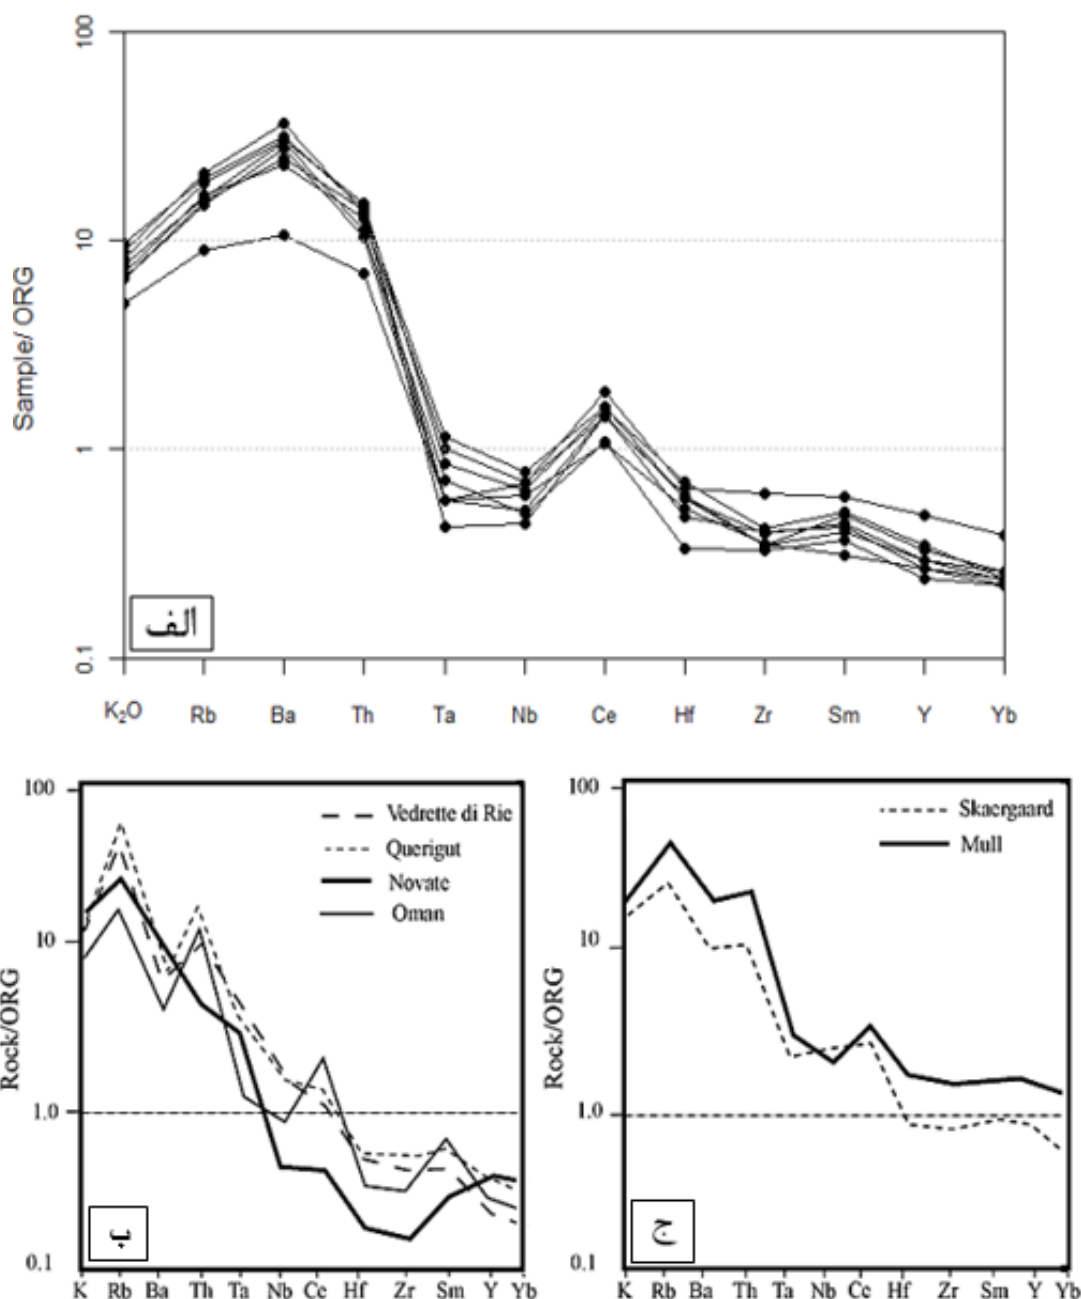 100
10
1
0.1
Sample/ ORG
الف
K₂O Rb Ba Th Ta Nb Ce Hf Zr Sm Y Yb
100
10
1.0
0.1
Rock/ORG
Vedrette di Rie
Querigut
Novate
Oman
ب
K Rb Ba Th Ta Nb Ce Hf Zr Sm Y Yb
100
10
1.0
0.1
Rock/ORG
Skaergaard
Mull
ج
K Rb Ba Th Ta Nb Ce Hf Zr Sm Y Yb